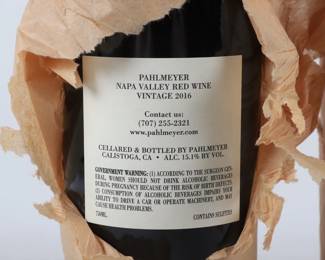 PAHLMEYER
NAPA VALLEY RED WINE
VINTAGE 2016
Contact us:
(707) 255-2321
www.pahlmeyer.com
CELLARED & BOTTLED BY PAHLMEYER
CALISTOGA, CA • ALC. 15.1% BY VOL.
GOVERNMENT WARNING: (1) ACCORDING TO THE SURGEON GEN-
ERAL, WOMEN SHOULD NOT DRINK ALCOHOLIC BEVERAGES
DURING PREGNANCY BECAUSE OF THE RISK OF BIRTH DEFECTS.
(2) CONSUMPTION OF ALCOHOLIC BEVERAGES IMPAIRS YOUR
ABILITY TO DRIVE A CAR OR OPERATE MACHINERY, AND MAY
CAUSE HEALTH PROBLEMS.
750ML. CONTAINS SULFITES